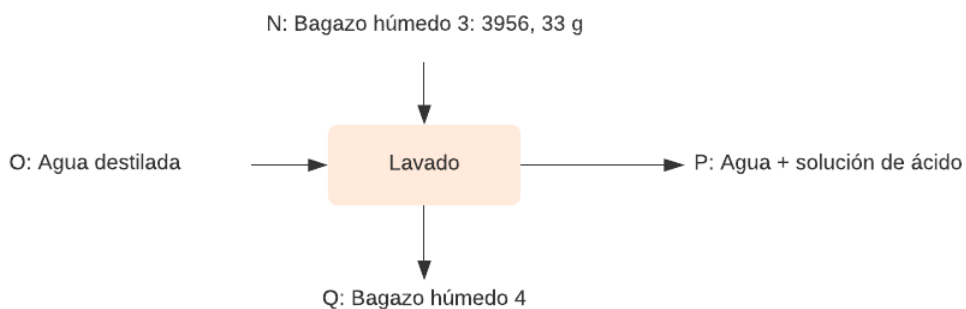 N: Bagazo húmedo 3: 3956, 33 g
O: Agua destilada
Lavado
P: Agua + solución de ácido
Q: Bagazo húmedo 4